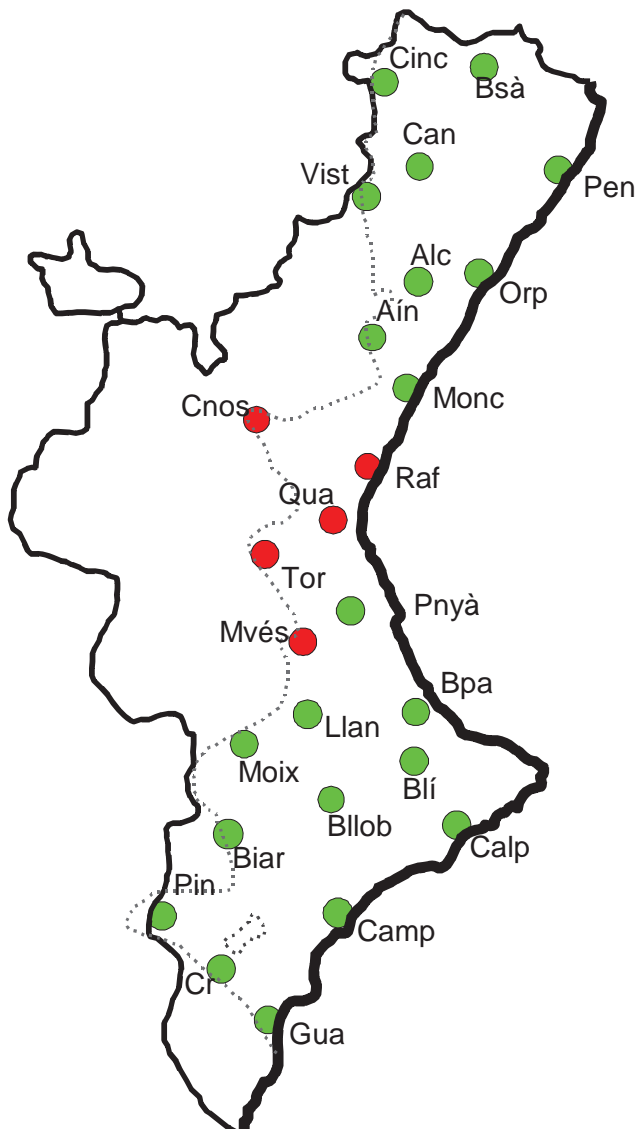 Cinc
Bsà
Can
Vist
Pen
Alc
Orp
Aín
Monc
Cnos
Raf
Qua
Tor
Pnyà
Mvés
Bpa
Llan
Moix
Blí
Bllob
Calp
Biar
Pin
Camp
Cr
Gua